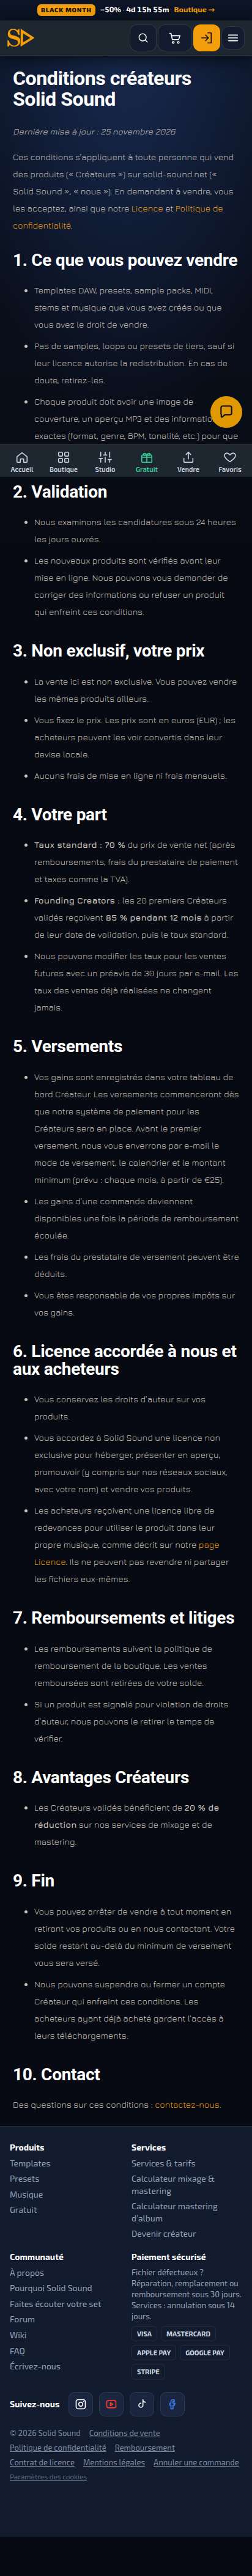 BLACK MONTH −50% · 4d 15h 55m Boutique →
SD
Conditions créateurs
Solid Sound
Dernière mise à jour : 25 novembre 2026
Ces conditions s'appliquent à toute personne qui vend
des produits (« Créateurs ») sur solid-sound.net («
Solid Sound », « nous »). En demandant à vendre, vous
les acceptez, ainsi que notre Licence et Politique de
confidentialité.
1. Ce que vous pouvez vendre
• Templates DAW, presets, sample packs, MIDI,
stems et musique que vous avez créés ou que
vous avez le droit de vendre.
• Pas de samples, loops ou presets de tiers, sauf si
leur licence autorise la redistribution. En cas de
doute, retirez-les.
• Chaque produit doit avoir une image de
couverture, un aperçu MP3 et des informations
exactes (format, genre, BPM, tonalité, etc.) pour que
Accueil Boutique Studio Gratuit Vendre Favoris
2. Validation
• Nous examinons les candidatures sous 24 heures
les jours ouvrés.
• Les nouveaux produits sont vérifiés avant leur
mise en ligne. Nous pouvons vous demander de
corriger des informations ou refuser un produit
qui enfreint ces conditions.
3. Non exclusif, votre prix
• La vente ici est non exclusive. Vous pouvez vendre
les mêmes produits ailleurs.
• Vous fixez le prix. Les prix sont en euros (EUR) ; les
acheteurs peuvent les voir convertis dans leur
devise locale.
• Aucuns frais de mise en ligne ni frais mensuels.
4. Votre part
• Taux standard : 70 % du prix de vente net (après
remboursements, frais du prestataire de paiement
et taxes comme la TVA).
• Founding Creators : les 20 premiers Créateurs
validés reçoivent 85 % pendant 12 mois à partir
de leur date de validation, puis le taux standard.
• Nous pouvons modifier les taux pour les ventes
futures avec un préavis de 30 jours par e-mail. Les
taux des ventes déjà réalisées ne changent
jamais.
5. Versements
• Vos gains sont enregistrés dans votre tableau de
bord Créateur. Les versements commenceront dès
que notre système de paiement pour les
Créateurs sera en place. Avant le premier
versement, nous vous enverrons par e-mail le
mode de versement, le calendrier et le montant
minimum (prévu : chaque mois, à partir de €25).
• Les gains d'une commande deviennent
disponibles une fois la période de remboursement
écoulée.
• Les frais du prestataire de versement peuvent être
déduits.
• Vous êtes responsable de vos propres impôts sur
vos gains.
6. Licence accordée à nous et
aux acheteurs
• Vous conservez les droits d'auteur sur vos
produits.
• Vous accordez à Solid Sound une licence non
exclusive pour héberger, présenter en aperçu,
promouvoir (y compris sur nos réseaux sociaux,
avec votre nom) et vendre vos produits.
• Les acheteurs reçoivent une licence libre de
redevances pour utiliser le produit dans leur
propre musique, comme décrit sur notre page
Licence. Ils ne peuvent pas revendre ni partager
les fichiers eux-mêmes.
7. Remboursements et litiges
• Les remboursements suivent la politique de
remboursement de la boutique. Les ventes
remboursées sont retirées de votre solde.
• Si un produit est signalé pour violation de droits
d'auteur, nous pouvons le retirer le temps de
vérifier.
8. Avantages Créateurs
• Les Créateurs validés bénéficient de 20 % de
réduction sur nos services de mixage et de
mastering.
9. Fin
• Vous pouvez arrêter de vendre à tout moment en
retirant vos produits ou en nous contactant. Votre
solde restant au-delà du minimum de versement
vous sera versé.
• Nous pouvons suspendre ou fermer un compte
Créateur qui enfreint ces conditions. Les
acheteurs ayant déjà acheté gardent l'accès à
leurs téléchargements.
10. Contact
Des questions sur ces conditions : contactez-nous.
Produits
Templates
Presets
Musique
Gratuit
Services
Services & tarifs
Calculateur mixage &
mastering
Calculateur mastering
d'album
Devenir créateur
Communauté
À propos
Pourquoi Solid Sound
Faites écouter votre set
Forum
Wiki
FAQ
Écrivez-nous
Paiement sécurisé
Fichier défectueux ?
Réparation, remplacement ou
remboursement sous 30 jours.
Services : annulation sous 14
jours.
VISA MASTERCARD
APPLE PAY GOOGLE PAY
STRIPE
Suivez-nous
© 2026 Solid Sound Conditions de vente
Politique de confidentialité Remboursement
Contrat de licence Mentions légales Annuler une commande
Paramètres des cookies